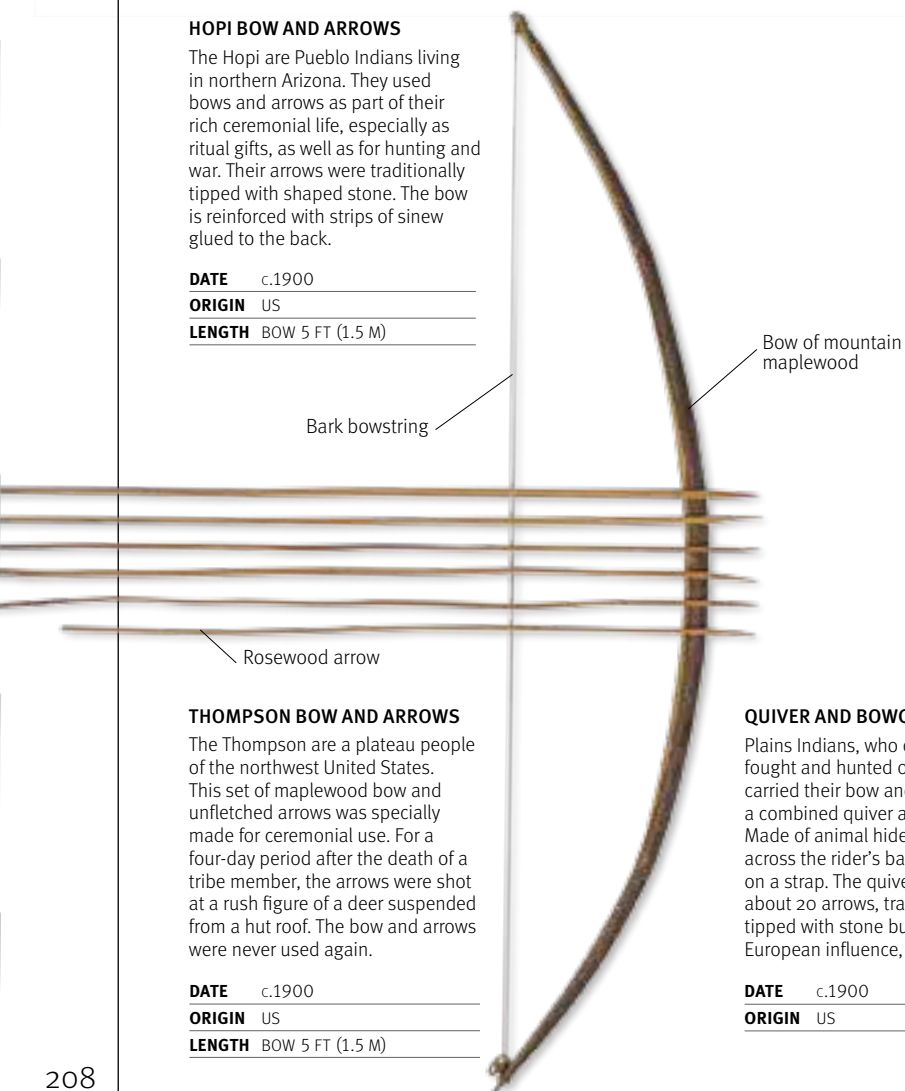 HOPI BOW AND ARROWS
The Hopi are Pueblo Indians living
in northern Arizona. They used
bows and arrows as part of their
rich ceremonial life, especially as
ritual gifts, as well as for hunting and
war. Their arrows were traditionally
tipped with shaped stone. The bow
is reinforced with strips of sinew
glued to the back.
DATE c.1900
ORIGIN US
LENGTH BOW 5 FT (1.5 M)
Bow of mountain
maplewood
Bark bowstring
Rosewood arrow
THOMPSON BOW AND ARROWS
The Thompson are a plateau people
of the northwest United States.
This set of maplewood bow and
unfletched arrows was specially
made for ceremonial use. For a
four-day period after the death of a
tribe member, the arrows were shot
at a rush figure of a deer suspended
from a hut roof. The bow and arrows
were never used again.
DATE c.1900
ORIGIN US
LENGTH BOW 5 FT (1.5 M)
QUIVER AND
Plains Indians, who
fought and hunted
carried their bow
a combined quiver
Made of animal hide
across the rider's
on a strap. The
about 20 arrows,
tipped with stone
European influence,
DATE c.1900
ORIGIN US
208